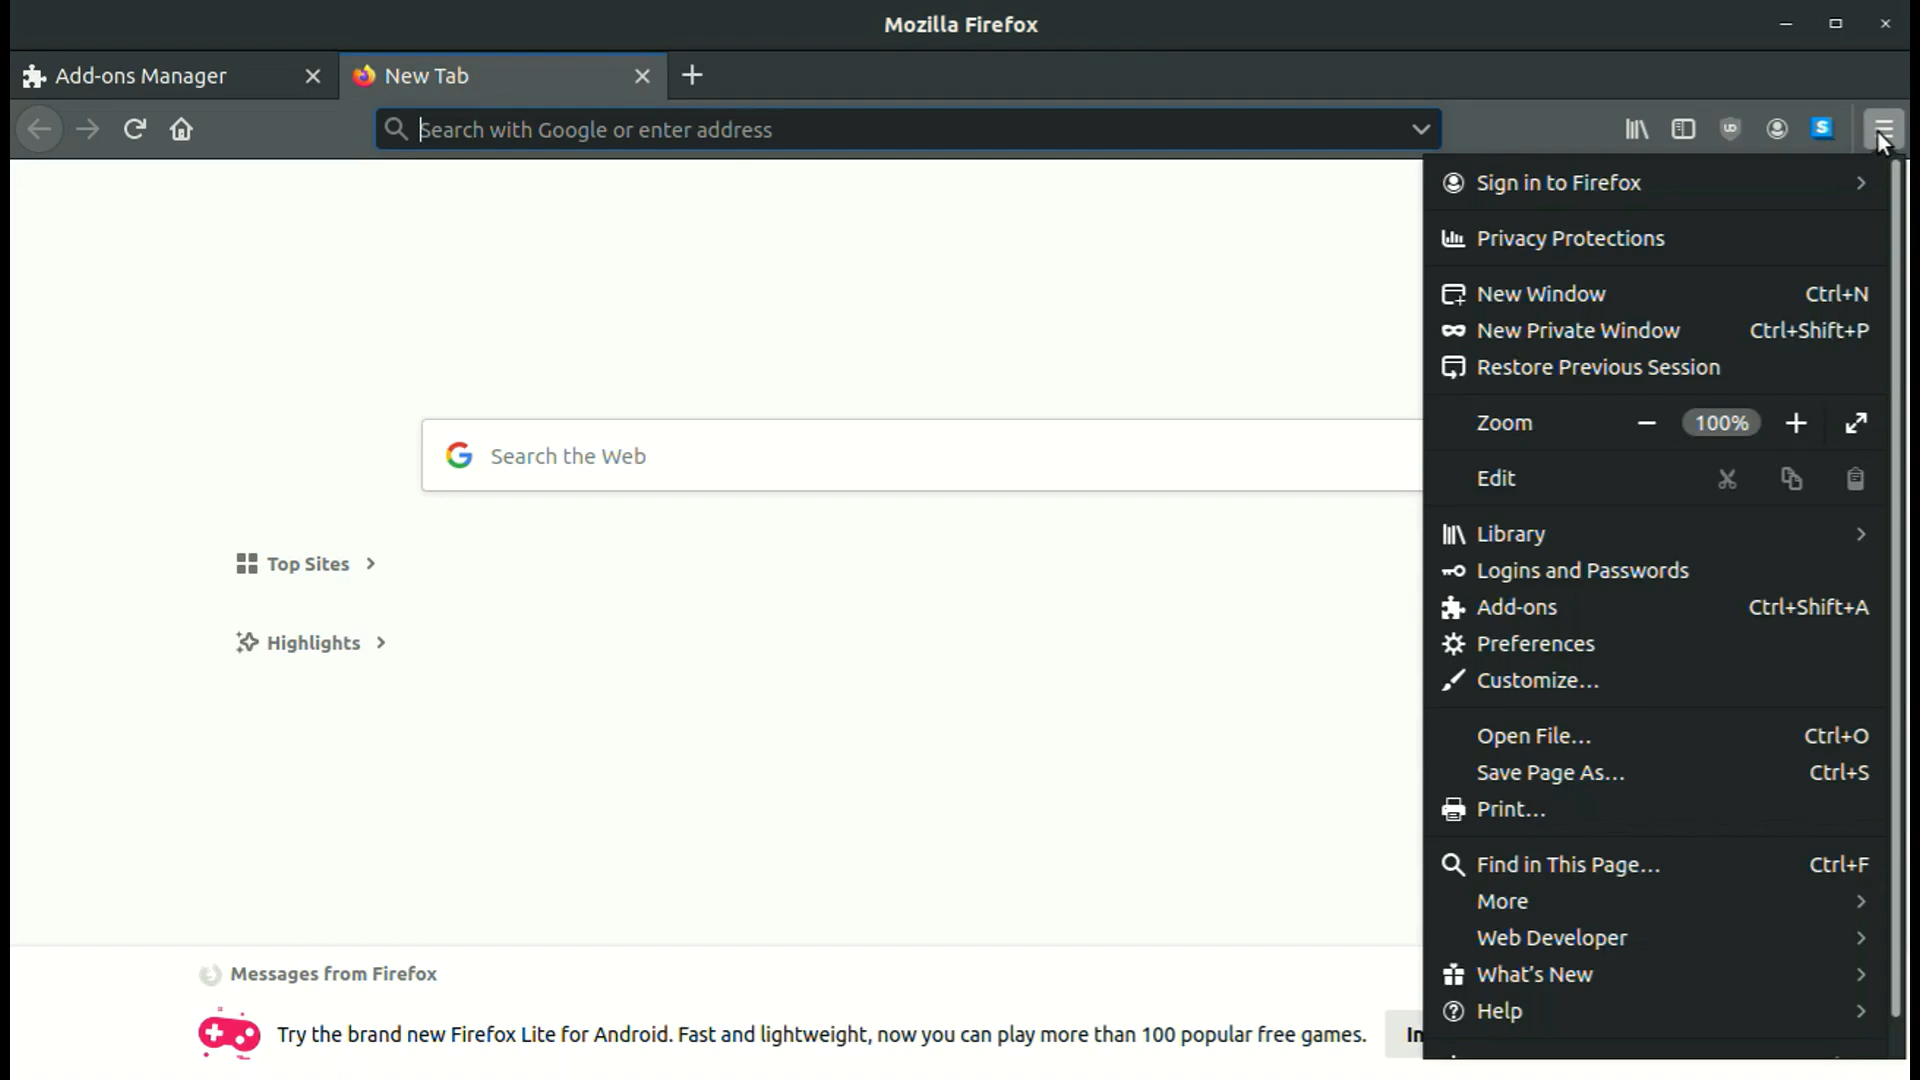 Mozilla Firefox
Add-ons Manager
New Tab
Search with Google or enter address
UD
S
Sign in to Firefox
Privacy Protections
New Window Ctrl+N
New Private Window Ctrl+Shift+P
Restore Previous Session
Zoom 100%
Edit
Library
Logins and Passwords
Add-ons Ctrl+Shift+A
Preferences
Customize…
Open File… Ctrl+O
Save Page As… Ctrl+S
Print…
Find in This Page… Ctrl+F
More
Web Developer
What's New
Help
G Search the Web
Top Sites
Highlights
Messages from Firefox
Try the brand new Firefox Lite for Android. Fast and lightweight, now you can play more than 100 popular free games.